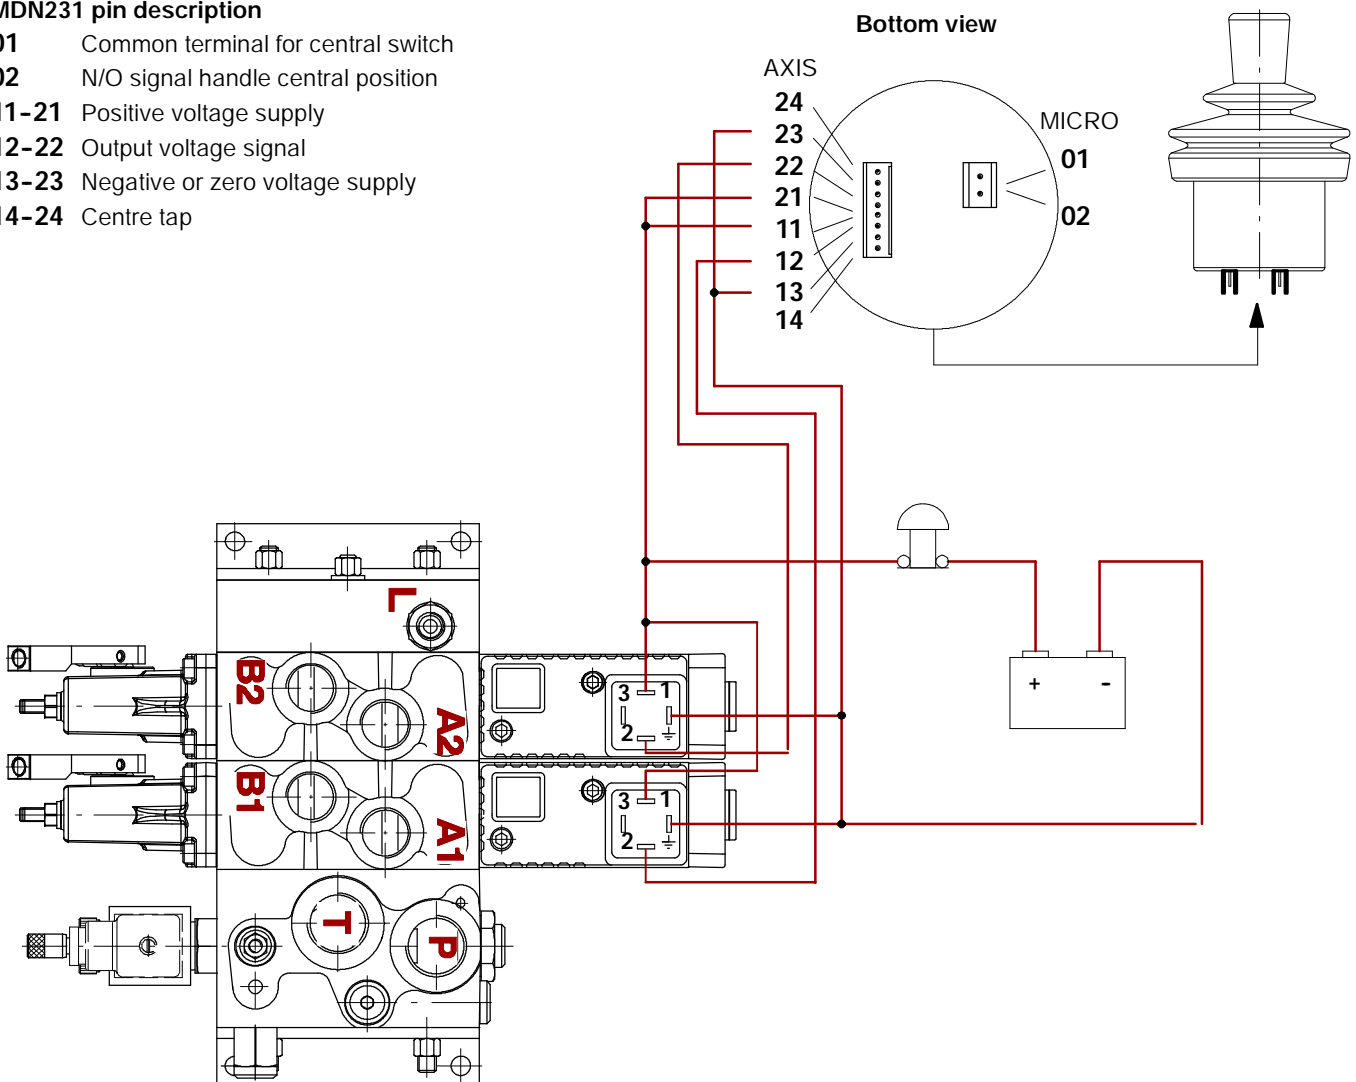 MDN231 pin description
01 Common terminal for central switch
02 N/O signal handle central position
11-21 Positive voltage supply
12-22 Output voltage signal
13-23 Negative or zero voltage supply
14-24 Centre tap
Bottom view
AXIS
24
23
22
21
11
12
13
14
MICRO
01
02
L
B2
A2
3 1
2
B1
A1
3 1
2
T
P
+ -